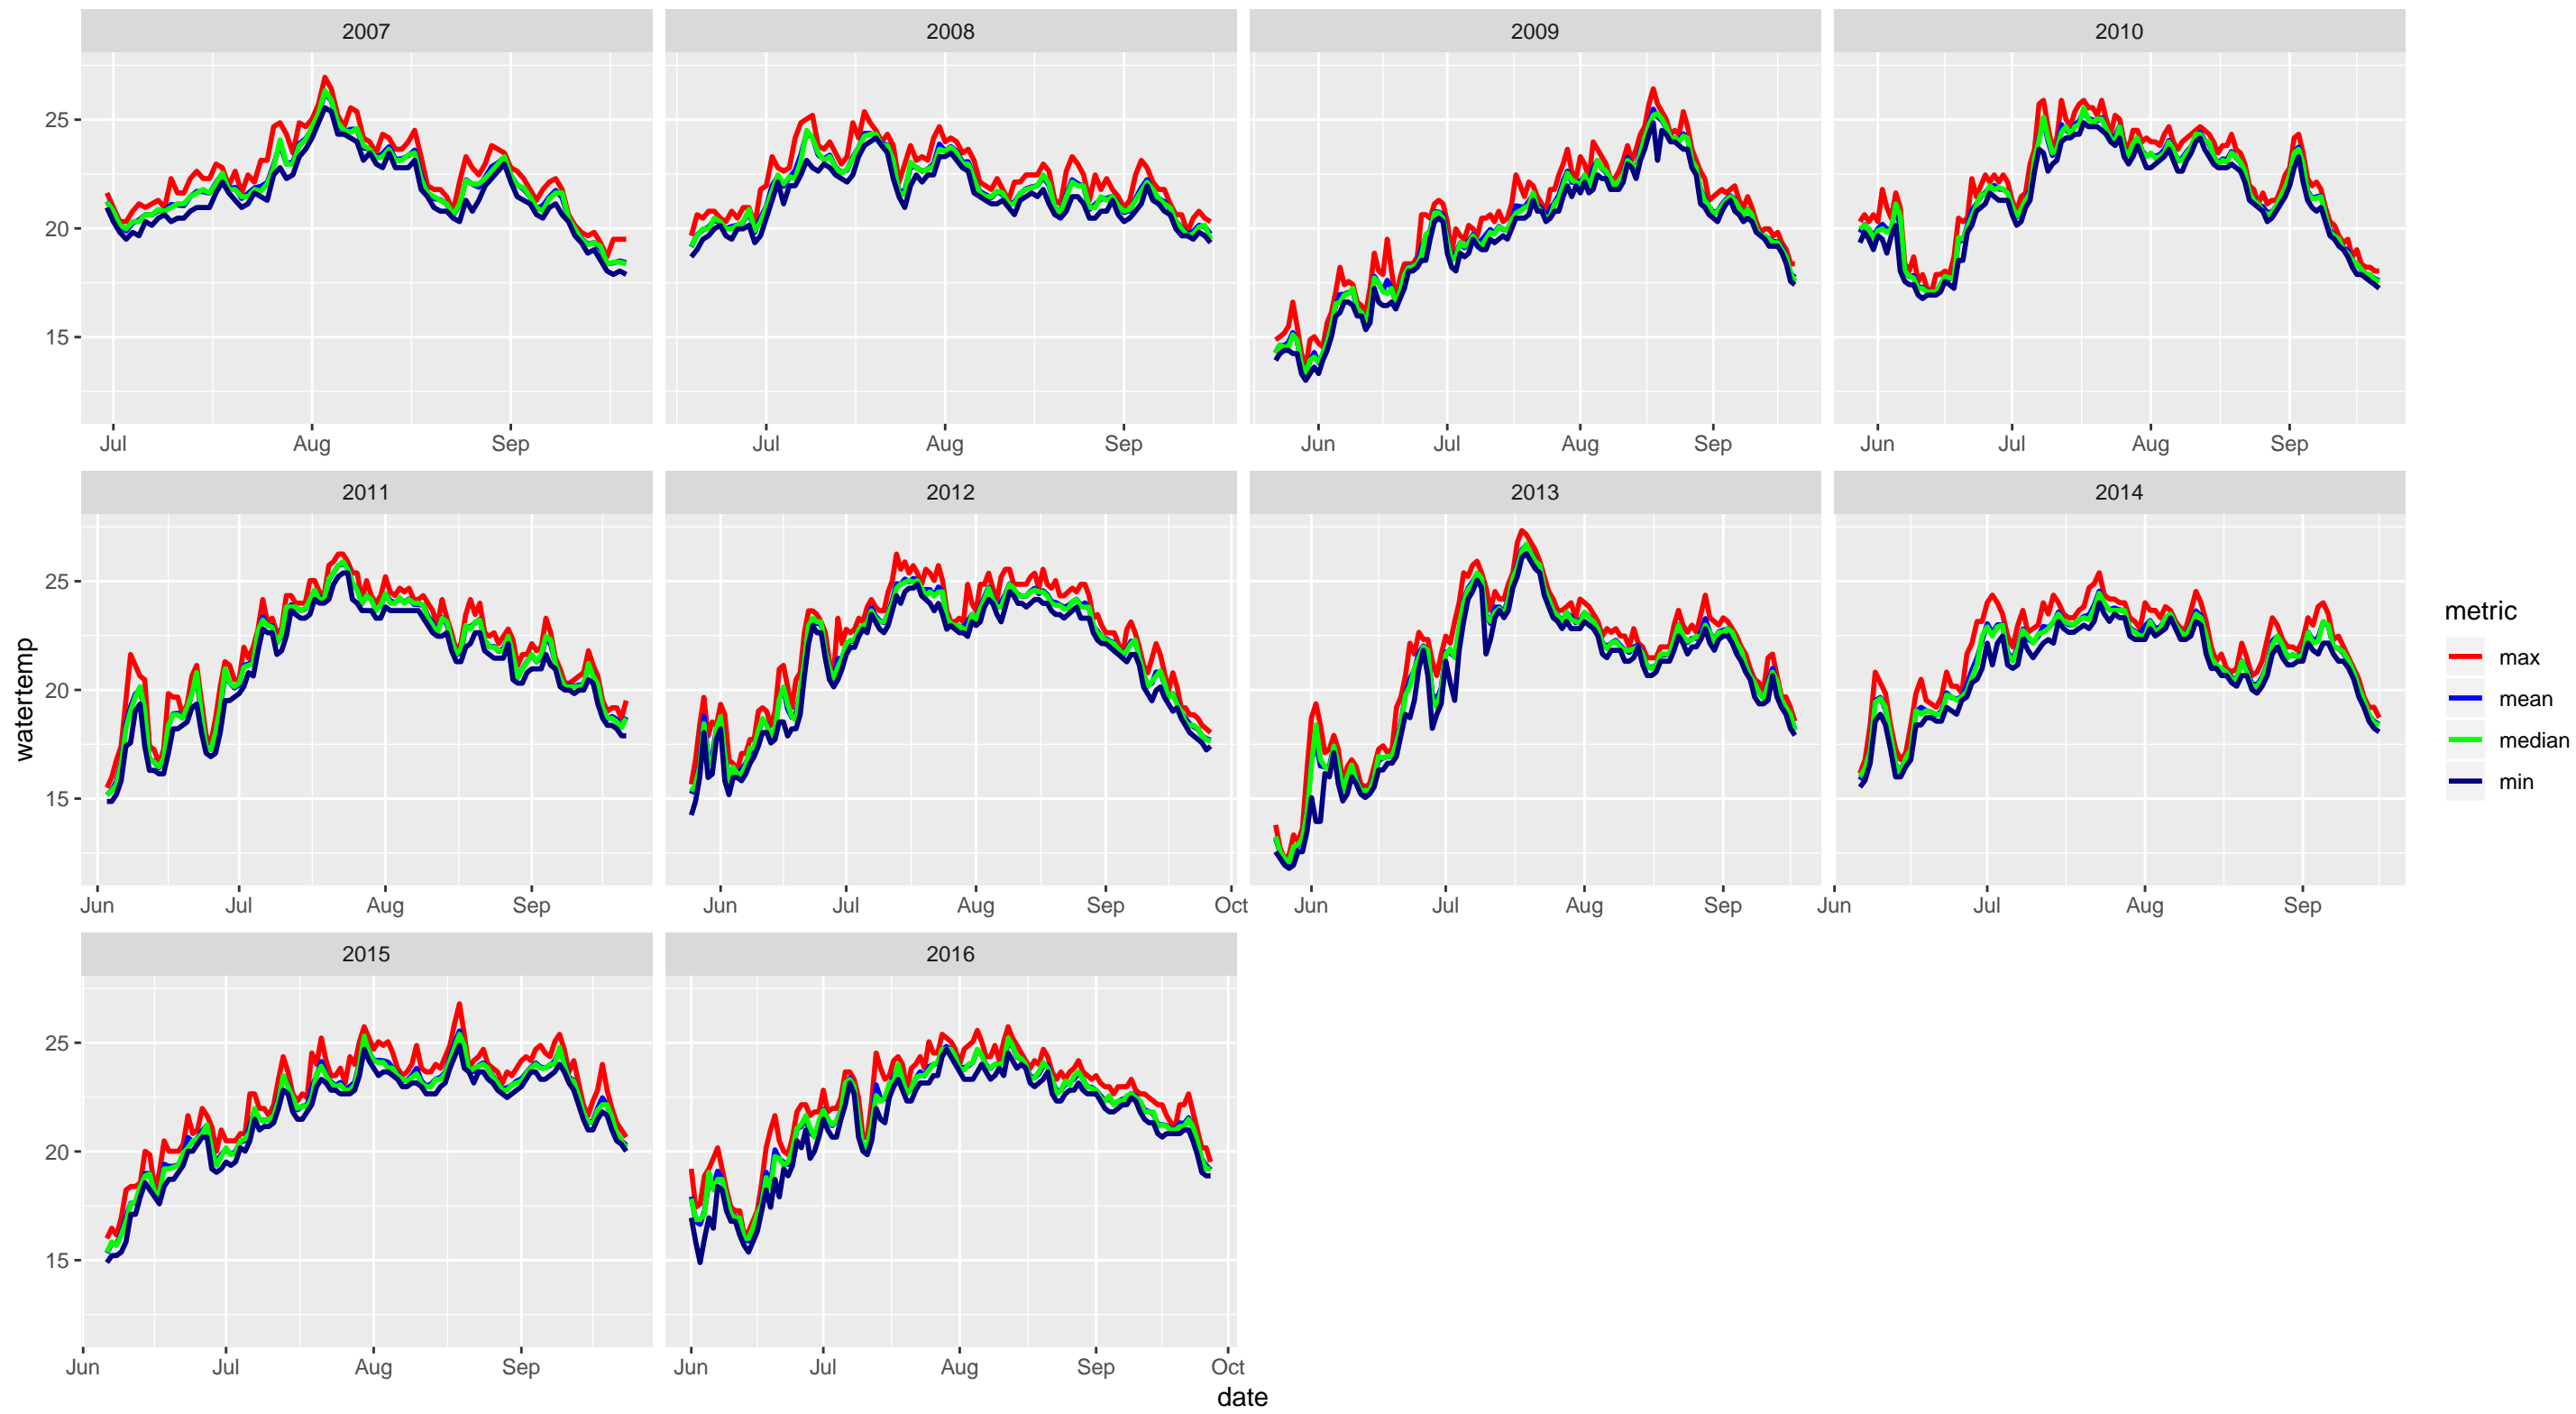 2007 2008 2009 2010
25
20
15
Jul Aug Sep Jul Aug Sep Jun Jul Aug Sep Jun Jul Aug Sep
2011 2012 2013 2014
25
20
15
Jun Jul Aug Sep Jun Jul Aug Sep Oct Jun Jul Aug Sep Jun Jul Aug Sep
2015 2016
25
20
15
Jun Jul Aug Sep Jun Jul Aug Sep Oct
date
watertemp
metric
max
mean
median
min